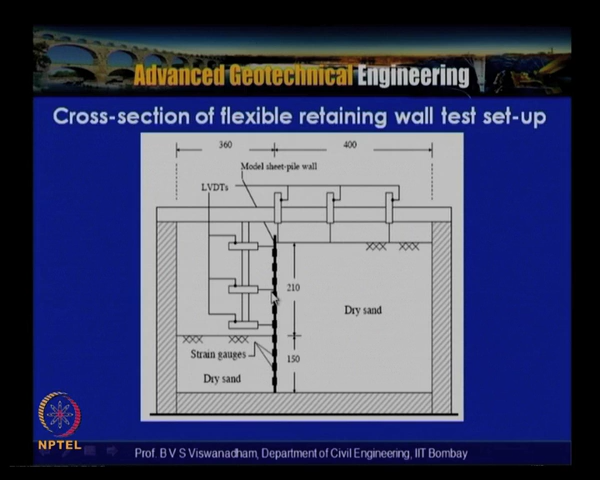 Advanced Geotechnical Engineering
Cross-section of flexible retaining wall test set-up
360
400
Model sheet-pile wall
LVDTs
210
Dry sand
150
Strain gauges
Dry sand
NPTEL
Prof. B V S Viswanadham, Department of Civil Engineering, IIT Bombay